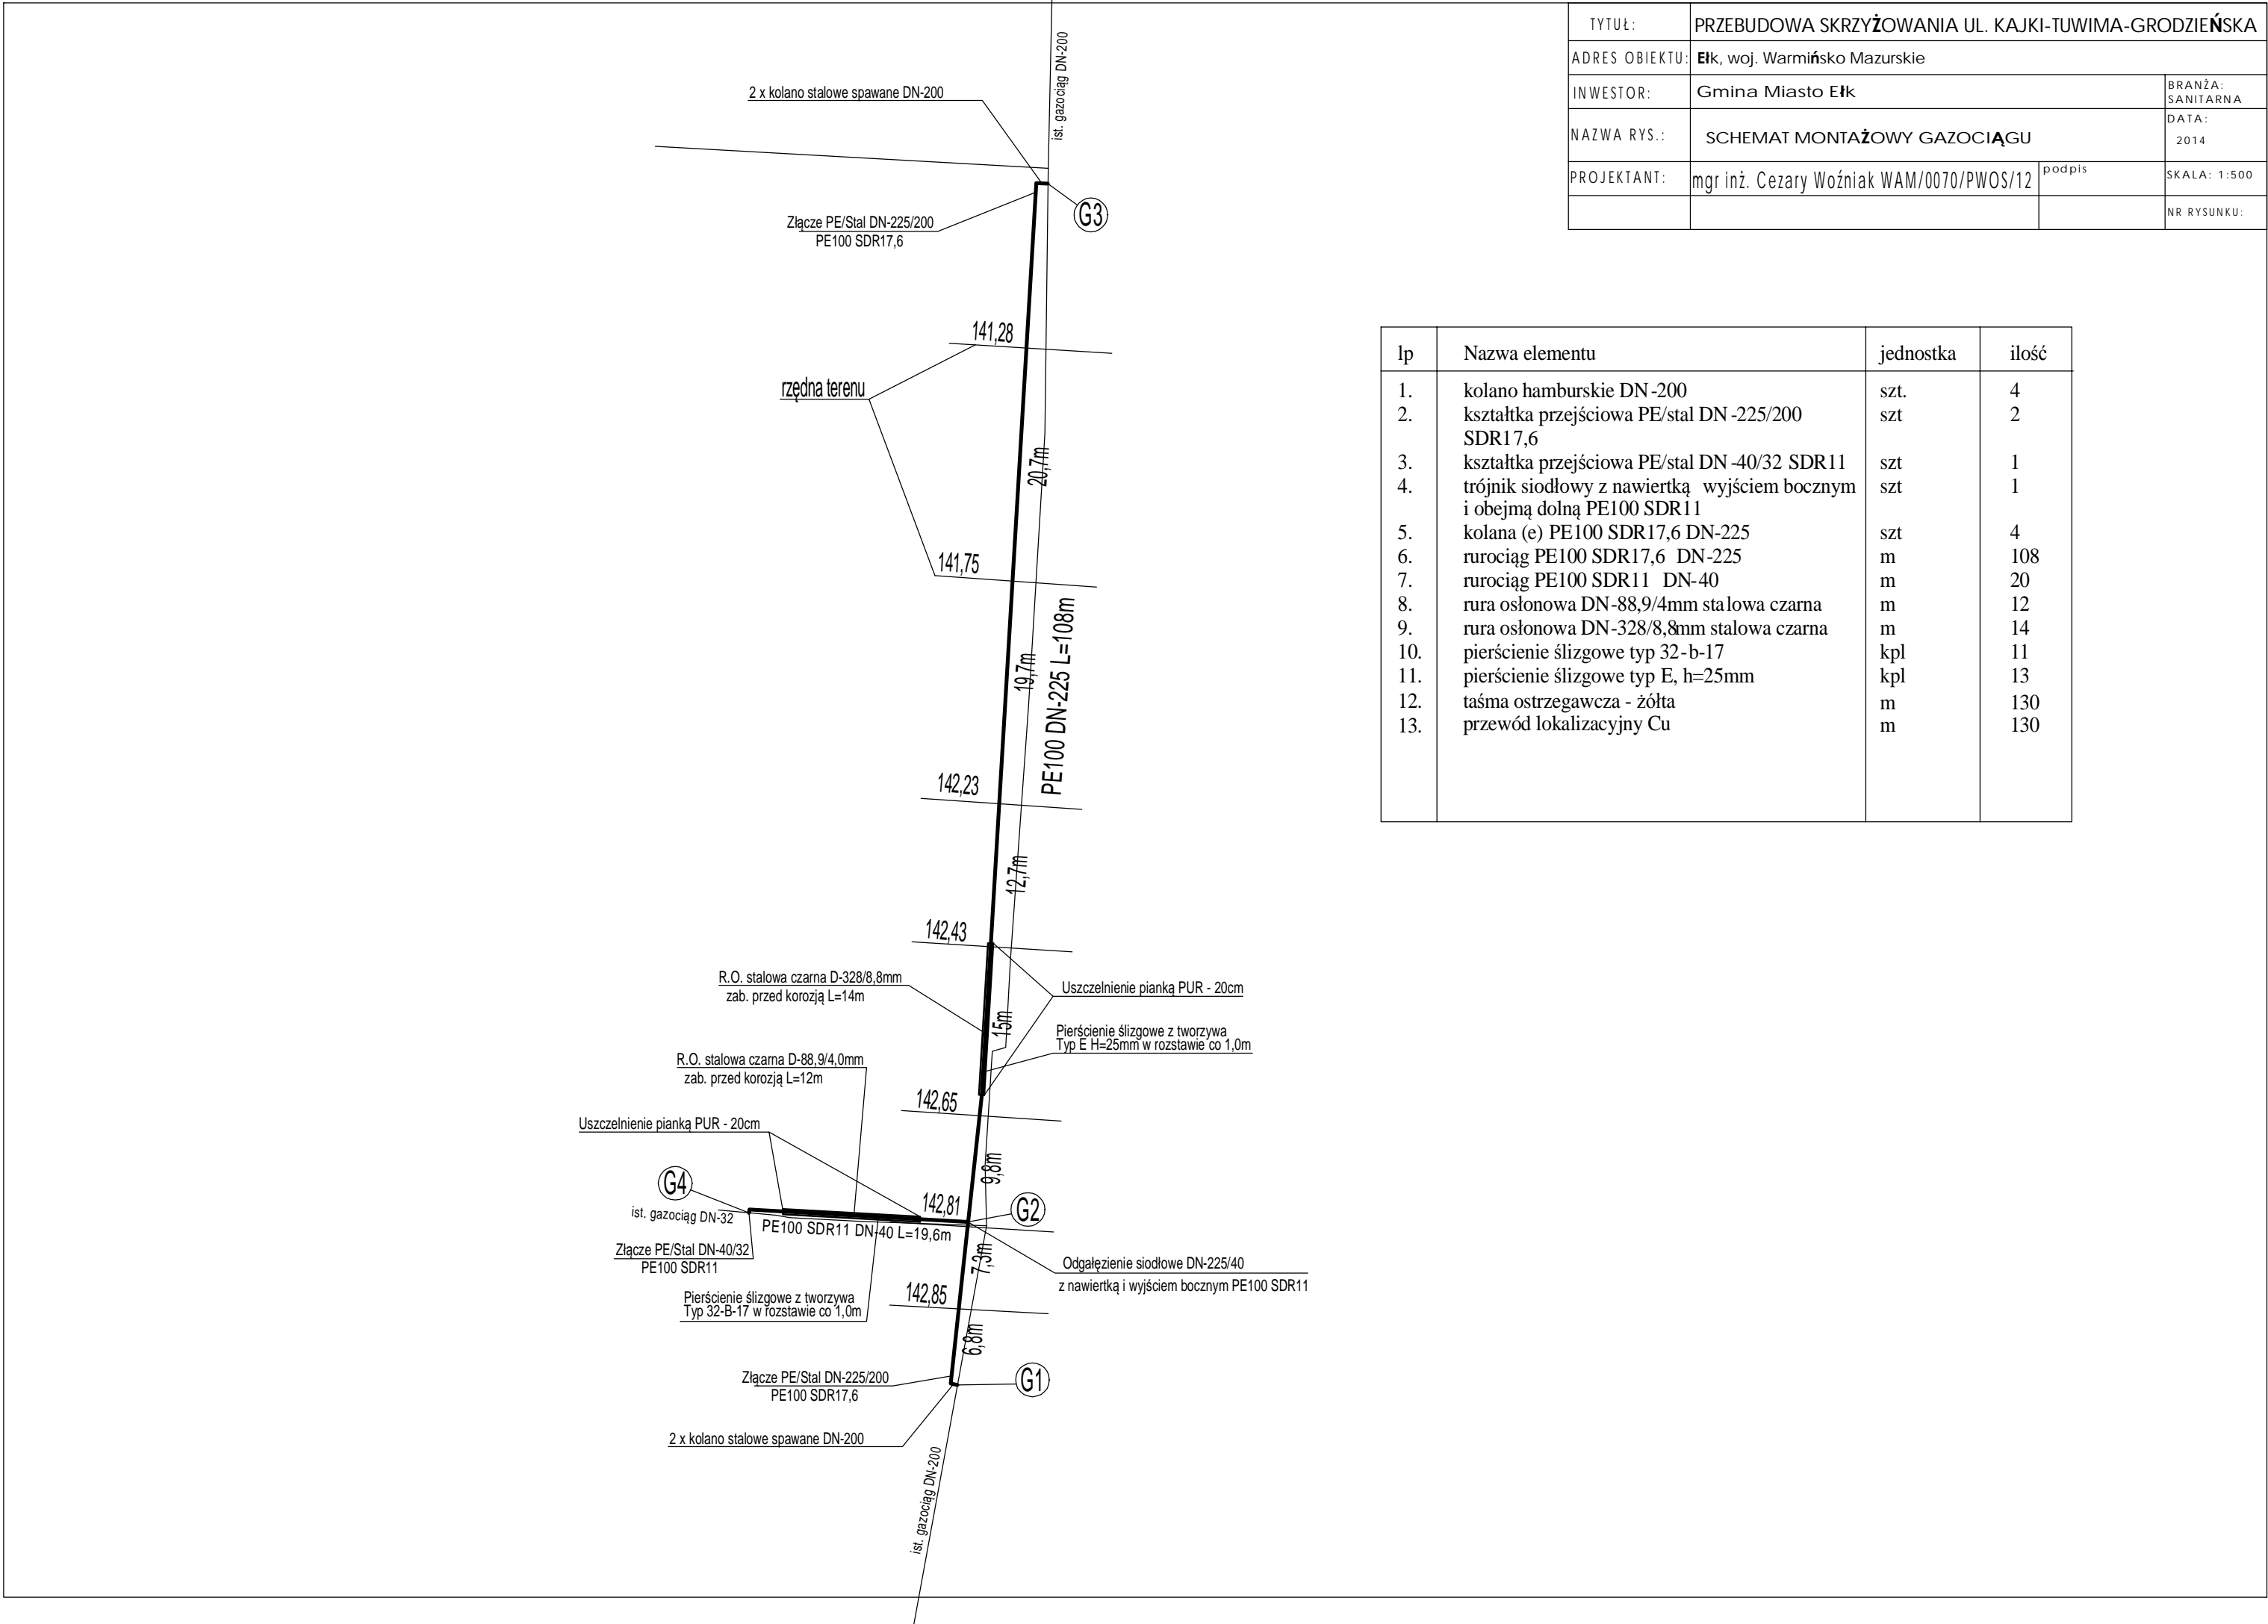 TYTUŁ: PRZEBUDOWA SKRZYŻOWANIA UL. KAJKI-TUWIMA-GRODZIEŃSKA
ADRES OBIEKTU: Ełk, woj. Warmińsko Mazurskie
INWESTOR: Gmina Miasto Ełk
BRANŻA:
SANITARNA
NAZWA RYS.: SCHEMAT MONTAŻOWY GAZOCIĄGU
DATA:
2014
PROJEKTANT: mgr inż. Cezary Woźniak WAM/0070/PWOS/12
podpis
SKALA: 1:500
NR RYSUNKU:
lp Nazwa elementu jednostka ilość
1. kolano hamburskie DN-200 szt. 4
2. kształtka przejściowa PE/stal DN-225/200 szt 2
SDR17,6
3. kształtka przejściowa PE/stal DN-40/32 SDR11 szt 1
4. trójnik siodłowy z nawiertką wyjściem bocznym szt 1
i obejmą dolną PE100 SDR11
5. kolana (e) PE100 SDR17,6 DN-225 szt 4
6. rurociąg PE100 SDR17,6 DN-225 m 108
7. rurociąg PE100 SDR11 DN-40 m 20
8. rura osłonowa DN-88,9/4mm stalowa czarna m 12
9. rura osłonowa DN-328/8,8mm stalowa czarna m 14
10. pierścienie ślizgowe typ 32-b-17 kpl 11
11. pierścienie ślizgowe typ E, h=25mm kpl 13
12. taśma ostrzegawcza - żółta m 130
13. przewód lokalizacyjny Cu m 130
ist. gazociąg DN-200
2 x kolano stalowe spawane DN-200
G3
Złącze PE/Stal DN-225/200
PE100 SDR17,6
141,28
rzędna terenu
20,7m
141,75
19,7m
PE100 DN-225 L=108m
142,23
12,7m
142,43
R.O. stalowa czarna D-328/8,8mm
zab. przed korozją L=14m
Uszczelnienie pianką PUR - 20cm
15m
Pierścienie ślizgowe z tworzywa
Typ E H=25mm w rozstawie co 1,0m
R.O. stalowa czarna D-88,9/4,0mm
zab. przed korozją L=12m
142,65
Uszczelnienie pianką PUR - 20cm
9,8m
G4
142,81
G2
ist. gazociąg DN-32
PE100 SDR11 DN-40 L=19,6m
Złącze PE/Stal DN-40/32
PE100 SDR11
7,3m
Odgałęzienie siodłowe DN-225/40
z nawiertką i wyjściem bocznym PE100 SDR11
Pierścienie ślizgowe z tworzywa
Typ 32-B-17 w rozstawie co 1,0m
142,85
6,8m
Złącze PE/Stal DN-225/200
PE100 SDR17,6
G1
2 x kolano stalowe spawane DN-200
ist. gazociąg DN-200